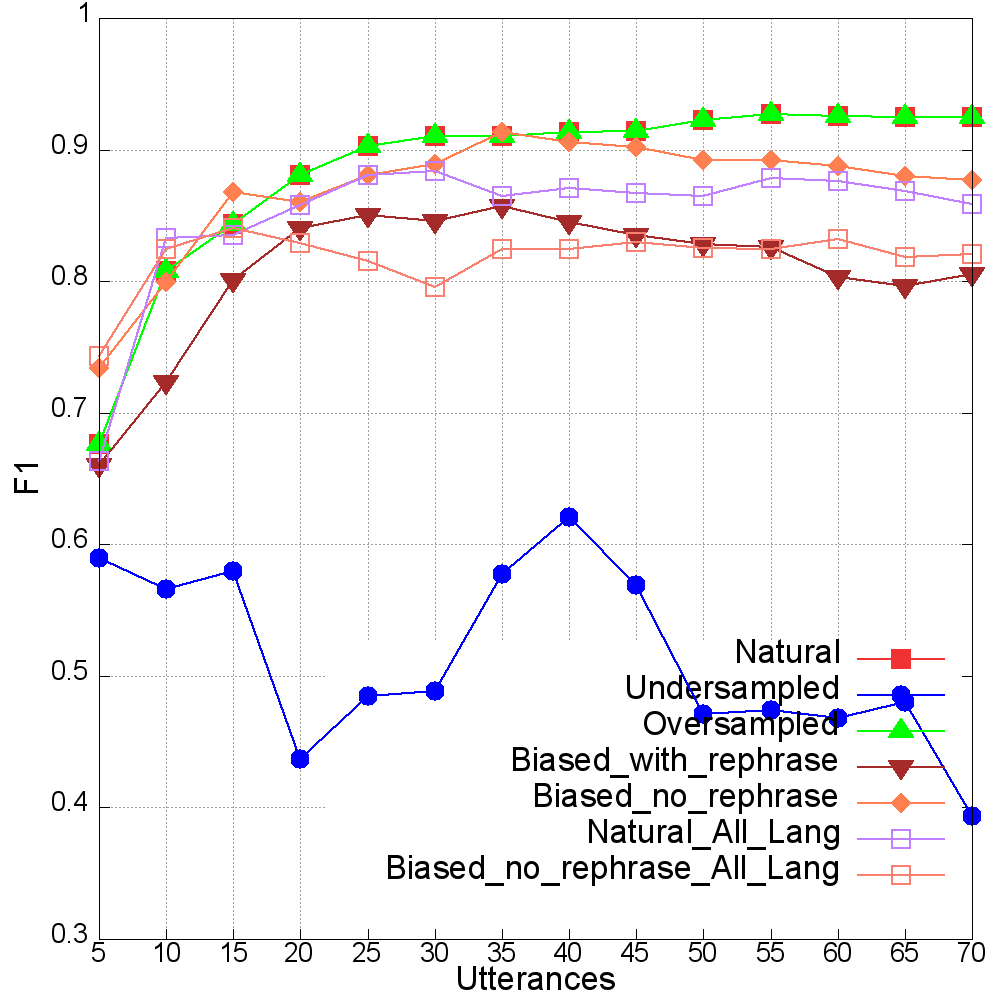 1
0.9
0.8
0.7
0.6
0.5
0.4
0.3
F1
Natural
Undersampled
Oversampled
Biased_with_rephrase
Biased_no_rephrase
Natural_All_Lang
Biased_no_rephrase_All_Lang
5 10 15 20 25 30 35 40 45 50 55 60 65 70
Utterances